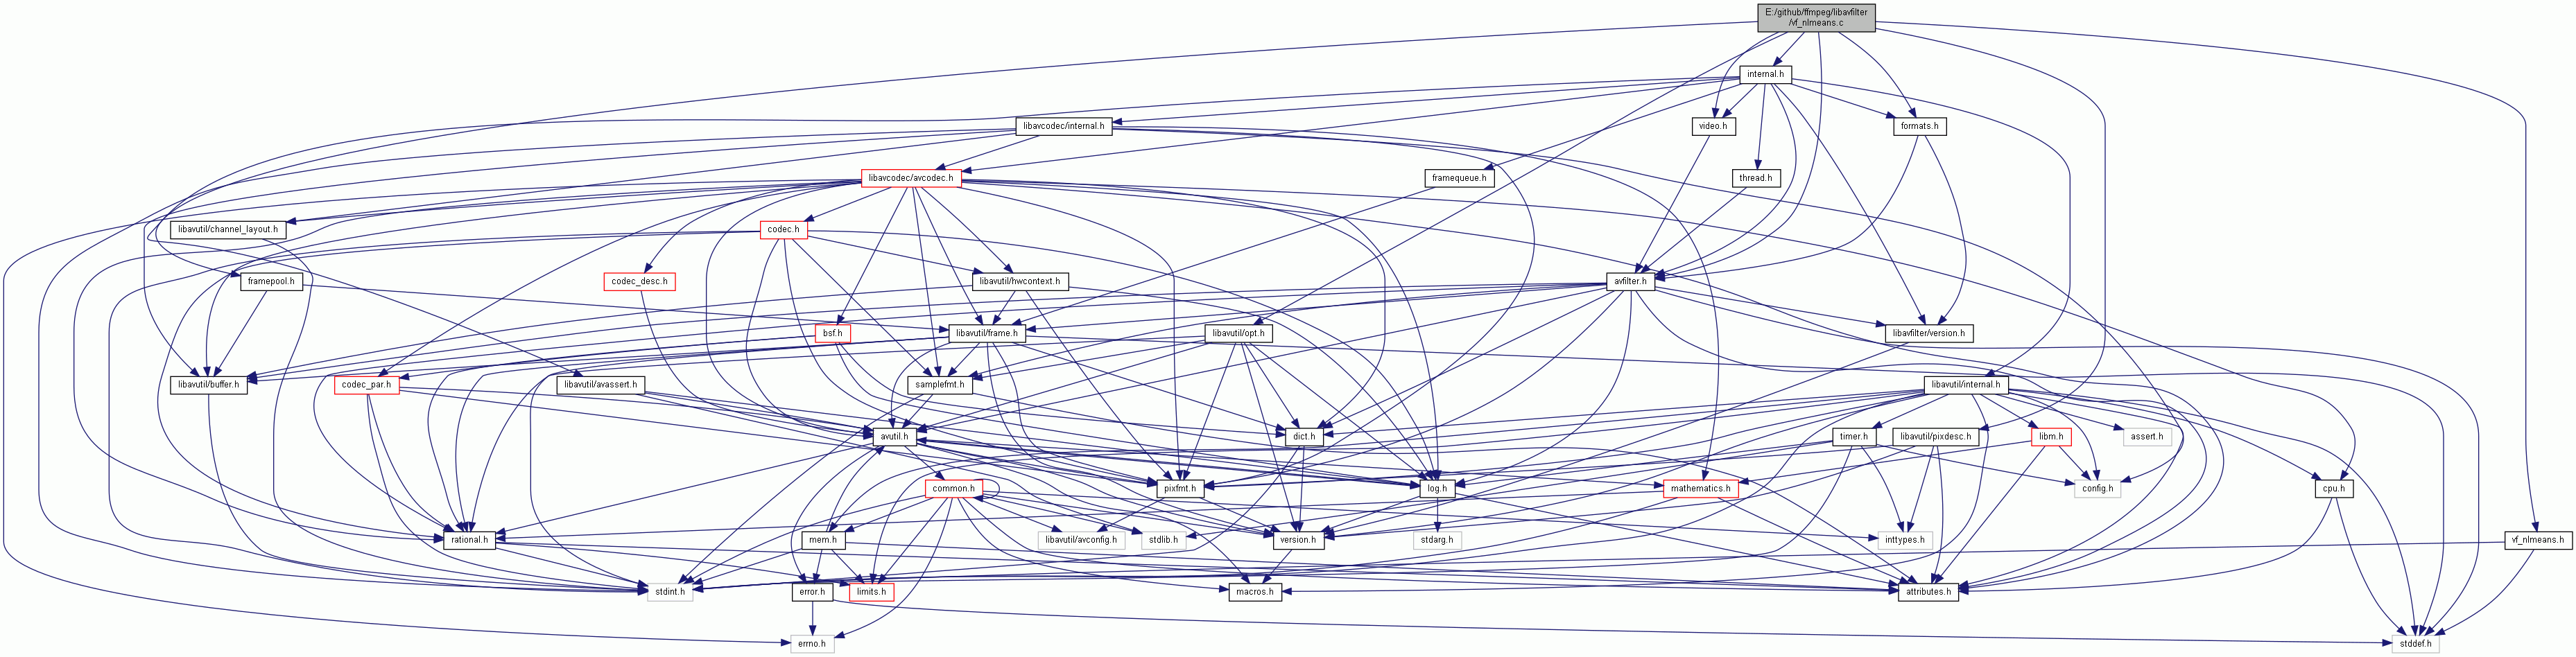 E:/github/ffmpeg/libavfilter
/vf_nlmeans.c
internal.h
libavcodec/internal.h
video.h
formats.h
libavcodec/avcodec.h
framequeue.h
thread.h
libavutil/channel_layout.h
codec.h
framepool.h
codec_desc.h
libavutil/hwcontext.h
avfilter.h
bsf.h
libavutil/frame.h
libavutil/opt.h
libavfilter/version.h
libavutil/buffer.h
codec_par.h
libavutil/avassert.h
samplefmt.h
libavutil/internal.h
avutil.h
dict.h
timer.h
libavutil/pixdesc.h
libm.h
assert.h
common.h
pixfmt.h
log.h
mathematics.h
config.h
cpu.h
rational.h
mem.h
libavutil/avconfig.h
stdlib.h
version.h
stdarg.h
inttypes.h
vf_nlmeans.h
stdint.h
error.h
limits.h
macros.h
attributes.h
errno.h
stddef.h